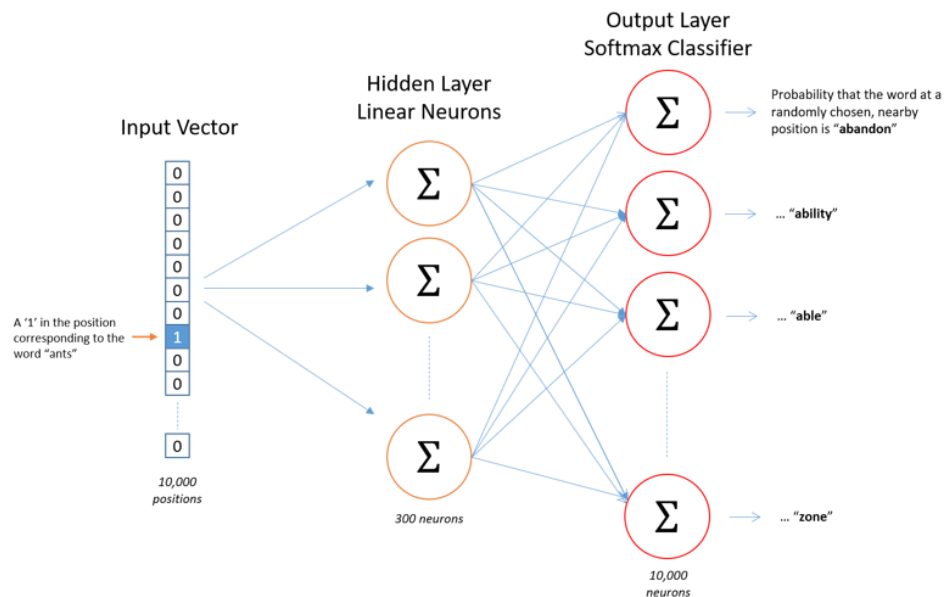 Output Layer
Softmax Classifier
Hidden Layer
Linear Neurons
Input Vector
0
0
0
0
0
0
0
1
0
0
0
A ‘1’ in the position
corresponding to the
word “ants”
10,000
positions
Σ
Σ
Σ
300 neurons
Σ
Σ
Σ
Σ
10,000
neurons
Probability that the word at a
randomly chosen, nearby
position is “abandon”
... “ability”
... “able”
... “zone”